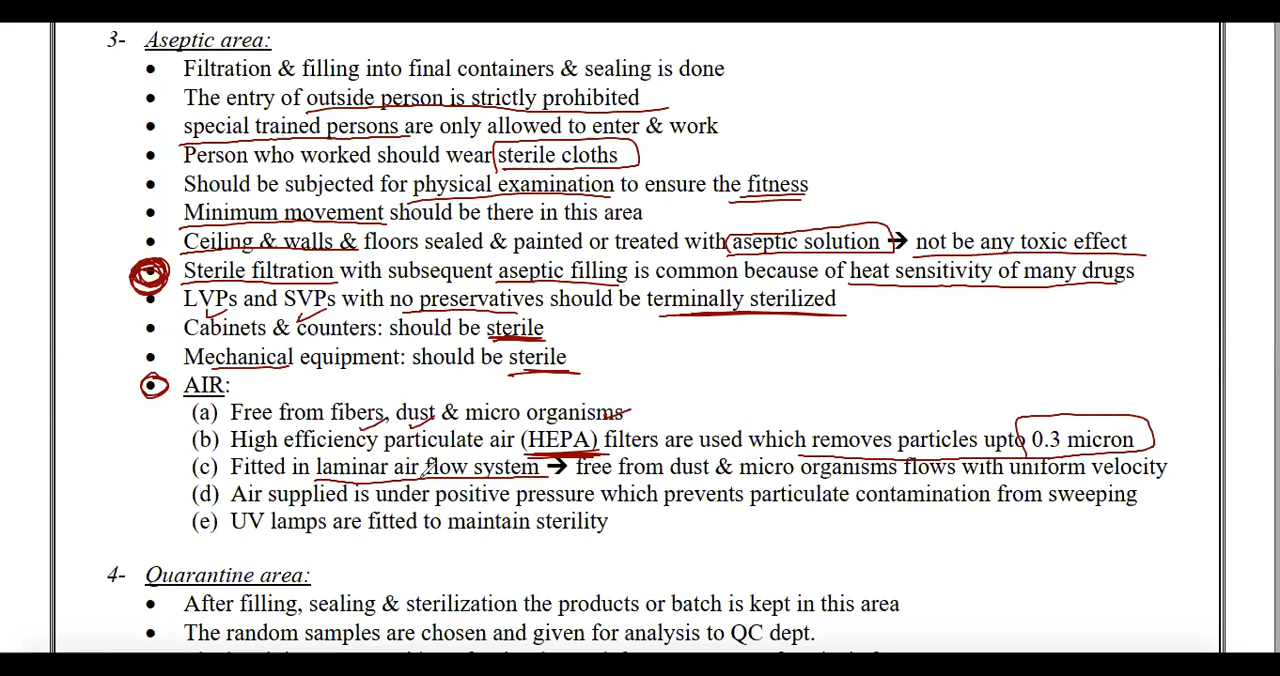 3- Aseptic area:
• Filtration & filling into final containers & sealing is done
• The entry of outside person is strictly prohibited
• special trained persons are only allowed to enter & work
• Person who worked should wear sterile cloths
• Should be subjected for physical examination to ensure the fitness
• Minimum movement should be there in this area
• Ceiling & walls & floors sealed & painted or treated with aseptic solution → not be any toxic effect
• Sterile filtration with subsequent aseptic filling is common because of heat sensitivity of many drugs
• LVPs and SVPs with no preservatives should be terminally sterilized
• Cabinets & counters: should be sterile
• Mechanical equipment: should be sterile
• AIR:
(a) Free from fibers, dust & micro organisms
(b) High efficiency particulate air (HEPA) filters are used which removes particles upto 0.3 micron
(c) Fitted in laminar air flow system → free from dust & micro organisms flows with uniform velocity
(d) Air supplied is under positive pressure which prevents particulate contamination from sweeping
(e) UV lamps are fitted to maintain sterility
4- Quarantine area:
• After filling, sealing & sterilization the products or batch is kept in this area
• The random samples are chosen and given for analysis to QC dept.